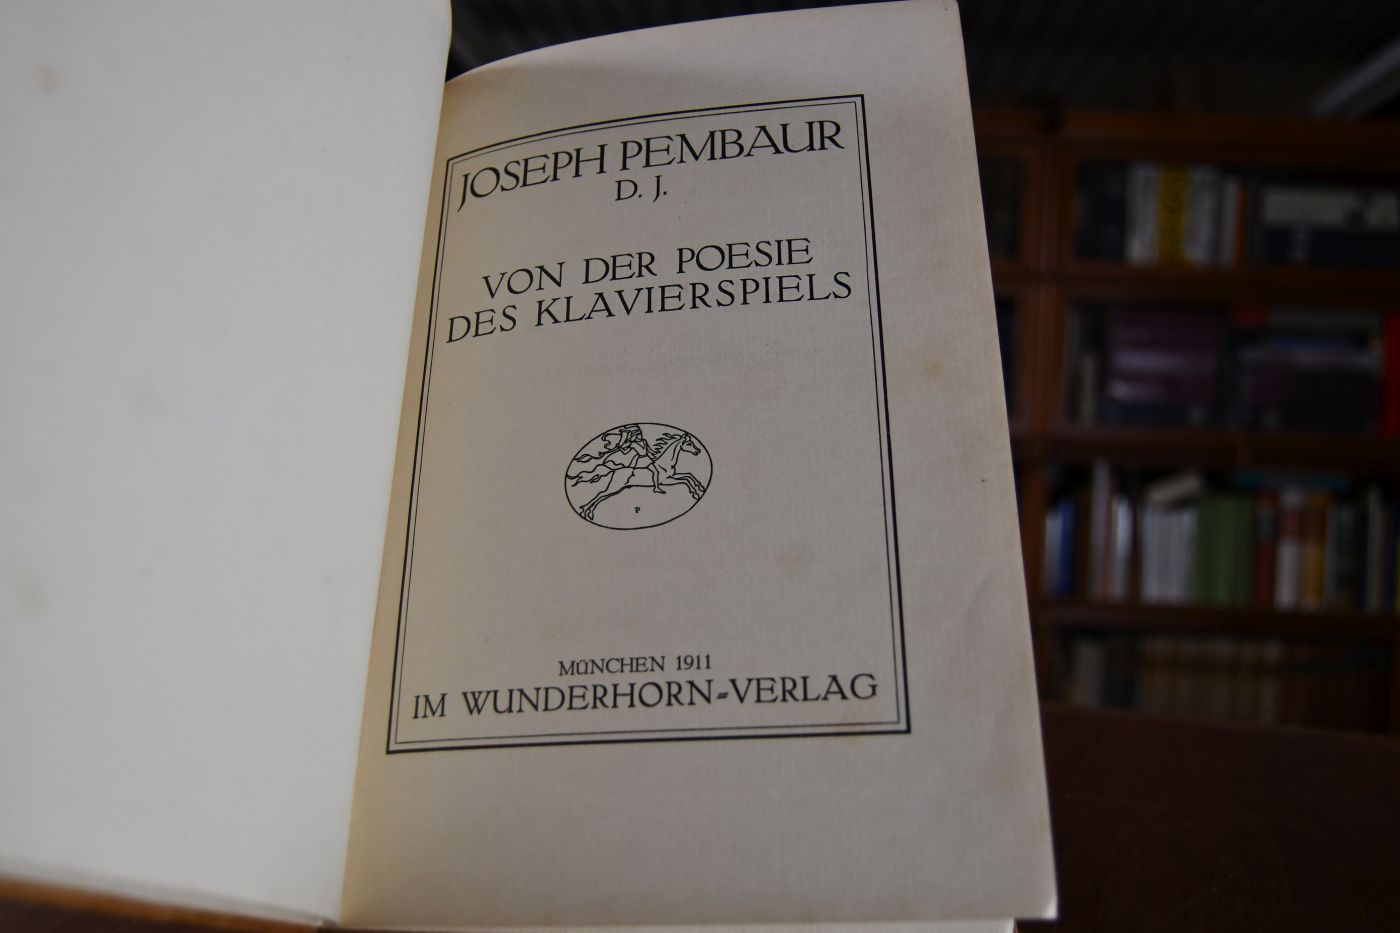 JOSEPH PEMBAUR
D. J.
VON DER POESIE
DES KLAVIERSPIELS
P
MÜNCHEN 1911
IM WUNDERHORN=VERLAG